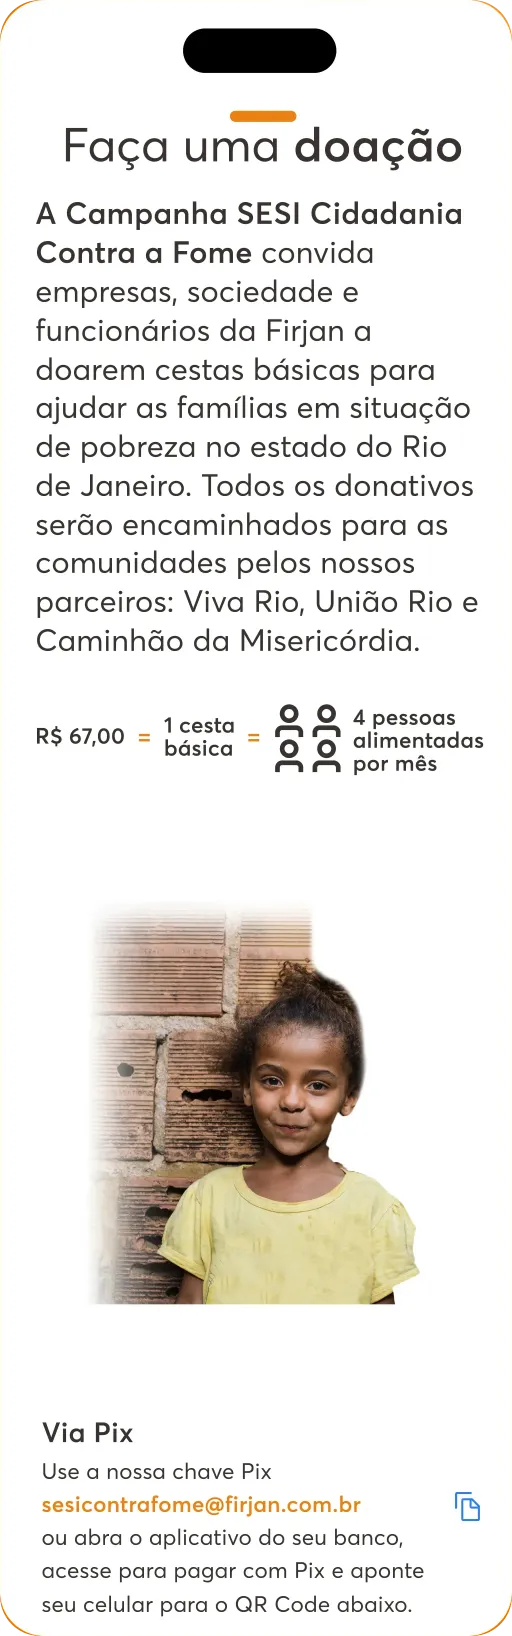 Faça uma doação
A Campanha SESI Cidadania
Contra a Fome convida
empresas, sociedade e
funcionários da Firjan a
doarem cestas básicas para
ajudar as famílias em situação
de pobreza no estado do Rio
de Janeiro. Todos os donativos
serão encaminhados para as
comunidades pelos nossos
parceiros: Viva Rio, União Rio e
Caminhão da Misericórdia.
R$ 67,00 = 1 cesta básica = 4 pessoas
alimentadas
por mês
Via Pix
Use a nossa chave Pix
sesicontrafome@firjan.com.br
ou abra o aplicativo do seu banco,
acesse para pagar com Pix e aponte
seu celular para o QR Code abaixo.